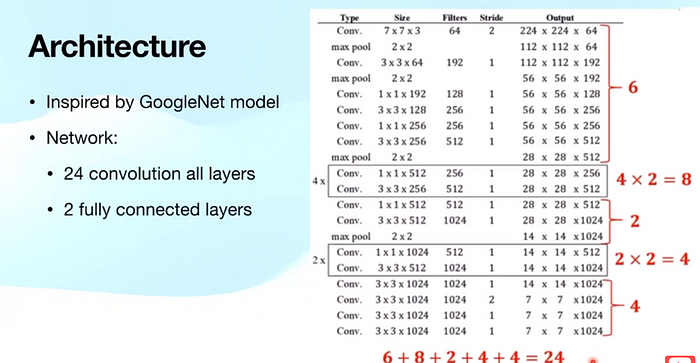 Architecture
• Inspired by GoogleNet model
• Network:
• 24 convolution all layers
• 2 fully connected layers
Type Size Filters Stride Output
Conv. 7 x 7 x 3 64 2 224 x 224 x 64
max pool 2 x 2 112 x 112 x 64
Conv. 3 x 3 x 64 192 1 112 x 112 x 192
max pool 2 x 2 56 x 56 x 192
Conv. 1 x 1 x 192 128 1 56 x 56 x 128
Conv. 3 x 3 x 128 256 1 56 x 56 x 256
Conv. 1 x 1 x 256 256 1 56 x 56 x 256
Conv. 3 x 3 x 256 512 1 56 x 56 x 512
max pool 2 x 2 28 x 28 x 512
6
4 x
Conv. 1 x 1 x 512 256 1 28 x 28 x 256
Conv. 3 x 3 x 256 512 1 28 x 28 x 512
4 × 2 = 8
Conv. 1 x 1 x 512 512 1 28 x 28 x 512
Conv. 3 x 3 x 512 1024 1 28 x 28 x 1024
max pool 2 x 2 14 x 14 x 1024
2
2 x
Conv. 1 x 1 x 1024 512 1 14 x 14 x 512
Conv. 3 x 3 x 512 1024 1 14 x 14 x 1024
2 × 2 = 4
Conv. 3 x 3 x 1024 1024 1 14 x 14 x 1024
Conv. 3 x 3 x 1024 1024 2 7 x 7 x 1024
Conv. 3 x 3 x 1024 1024 1 7 x 7 x 1024
Conv. 3 x 3 x 1024 1024 1 7 x 7 x 1024
4
6 + 8 + 2 + 4 + 4 = 24